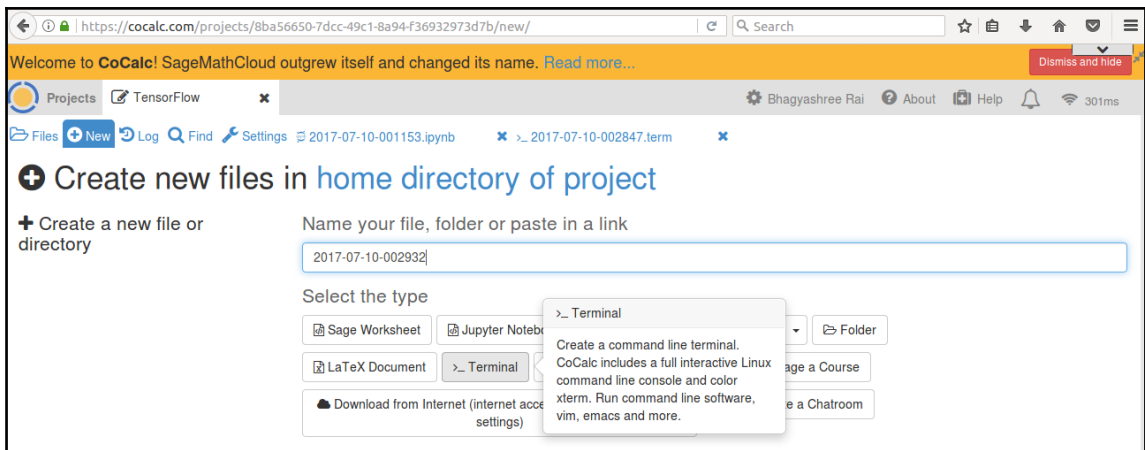 https://cocalc.com/projects/8ba56650-7dcc-49c1-8a94-f36932973d7b/new/ Search
Welcome to CoCalc! SageMathCloud outgrew itself and changed its name. Read more... Dismiss and hide
Projects TensorFlow Bhagyashree Rai About Help 301ms
Files New Log Find Settings 2017-07-10-001153.ipynb >_ 2017-07-10-002847.term
Create new files in home directory of project
Create a new file or
directory
Name your file, folder or paste in a link
2017-07-10-002932
Select the type
Sage Worksheet Jupyter Notebo Folder
LaTeX Document >_ Terminal age a Course
Download from Internet (internet acce e a Chatroom
settings)
>_ Terminal
Create a command line terminal.
CoCalc includes a full interactive Linux
command line console and color
xterm. Run command line software,
vim, emacs and more.